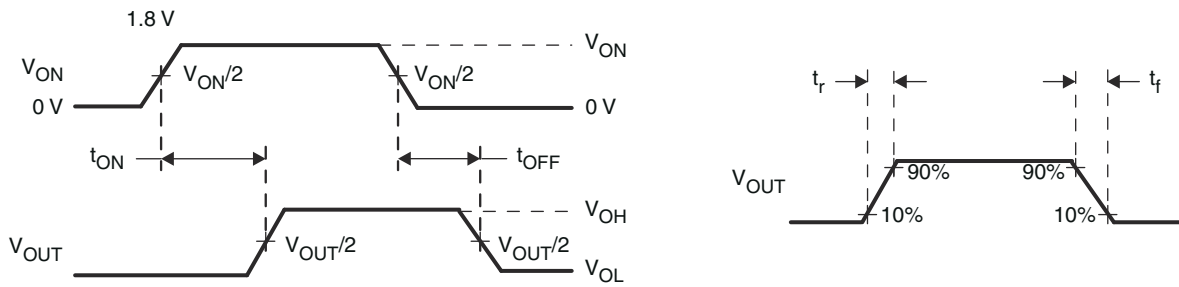 1.8 V
V_ON
V_ON
V_ON/2
V_ON/2
0 V
0 V
t_ON
t_OFF
V_OH
V_OUT
V_OUT/2
V_OUT/2
V_OL
t_r
t_f
V_OUT
90%
90%
10%
10%